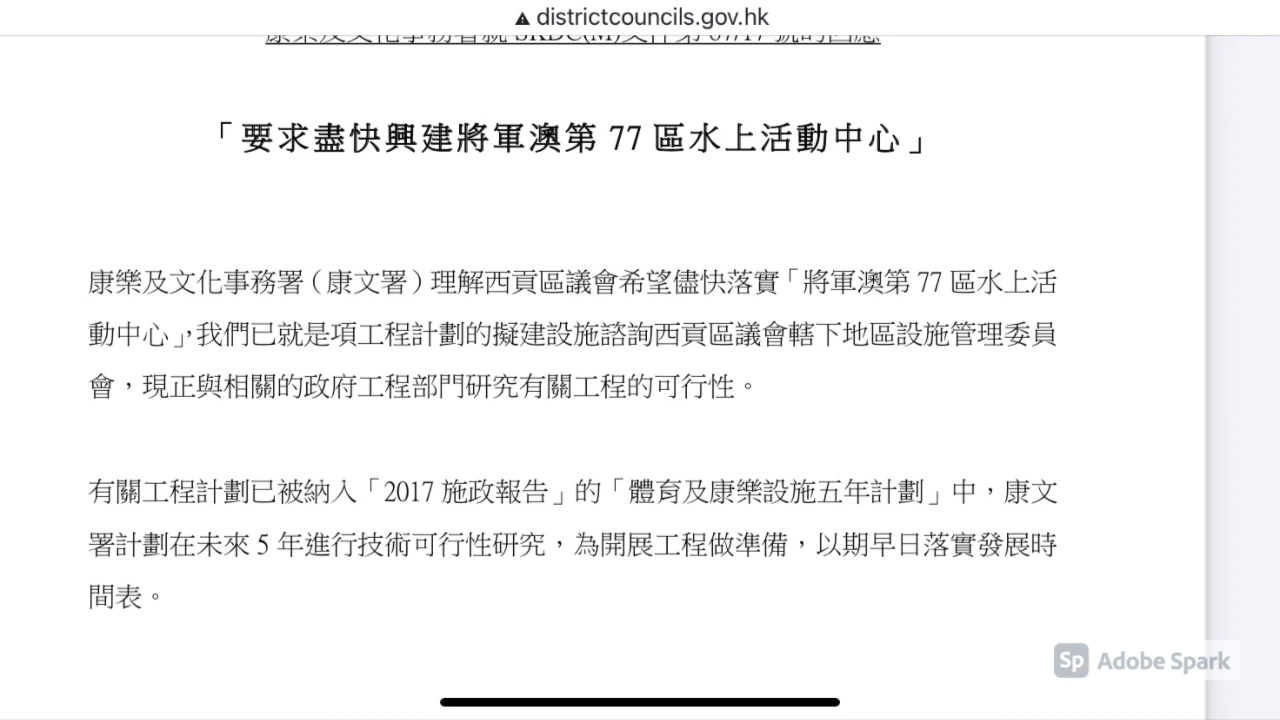 districtcouncils.gov.hk
「要求盡快興建將軍澳第 77 區水上活動中心」
康樂及文化事務署（康文署）理解西貢區議會希望儘快落實「將軍澳第 77 區水上活
動中心」，我們已就是項工程計劃的擬建設施諮詢西貢區議會轄下地區設施管理委員
會，現正與相關的政府工程部門研究有關工程的可行性。
有關工程計劃已被納入「2017 施政報告」的「體育及康樂設施五年計劃」中，康文
署計劃在未來 5 年進行技術可行性研究，為開展工程做準備，以期早日落實發展時
間表。
Sp Adobe Spark